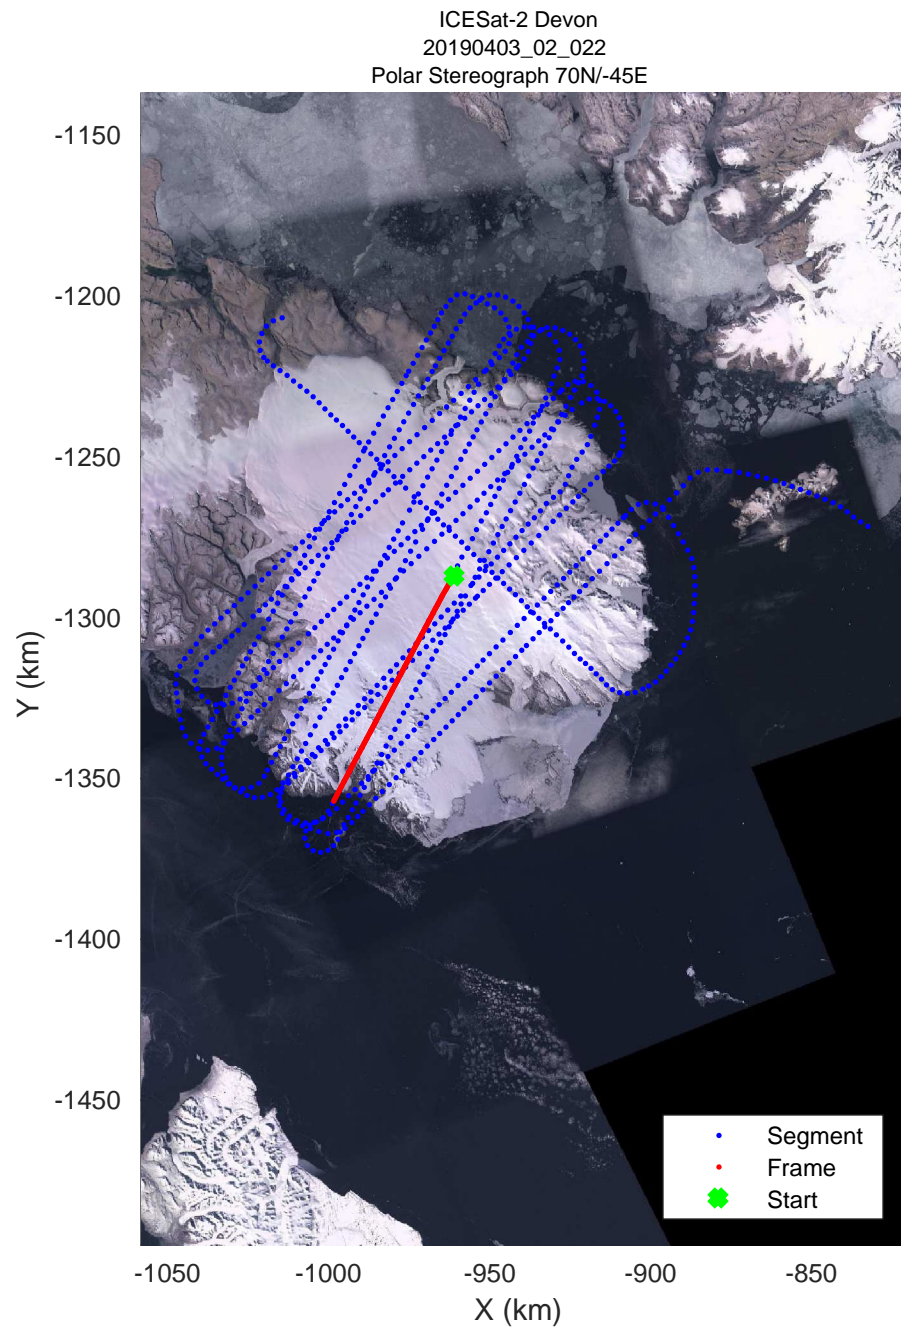 ICESat-2 Devon
20190403_02_022
Polar Stereograph 70N/-45E
-1150
-1200
-1250
-1300
-1350
-1400
-1450
Y (km)
Segment
Frame
Start
-1050
-1000
-950
-900
-850
X (km)